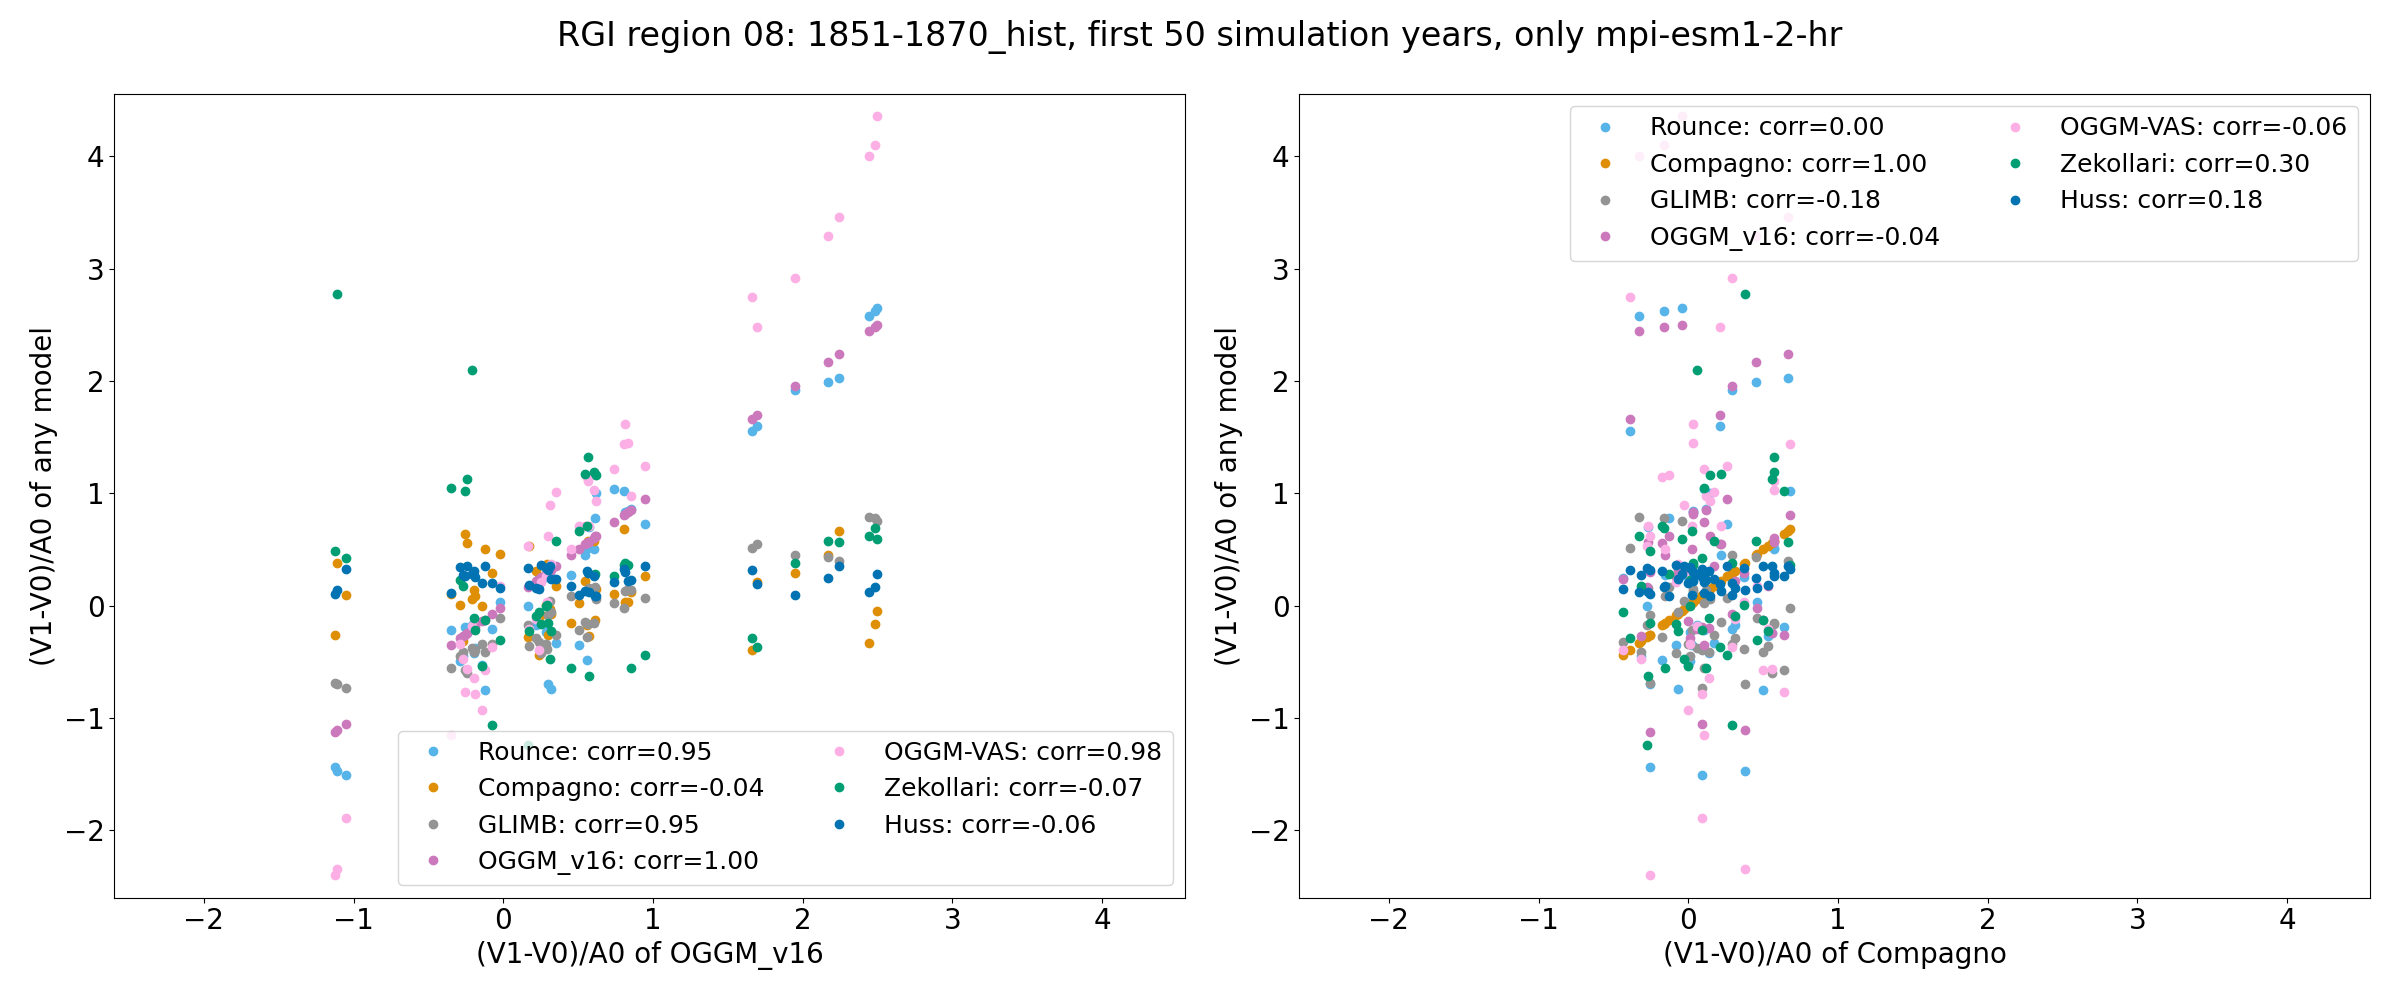 RGI region 08: 1851-1870_hist, first 50 simulation years, only mpi-esm1-2-hr
(V1-V0)/A0 of any model
4
3
2
1
0
−1
−2
Rounce: corr=0.95
Compagno: corr=-0.04
GLIMB: corr=0.95
OGGM_v16: corr=1.00
OGGM-VAS: corr=0.98
Zekollari: corr=-0.07
Huss: corr=-0.06
−2 −1 0 1 2 3 4
(V1-V0)/A0 of OGGM_v16
(V1-V0)/A0 of any model
4
3
2
1
0
−1
−2
Rounce: corr=0.00
Compagno: corr=1.00
GLIMB: corr=-0.18
OGGM_v16: corr=-0.04
OGGM-VAS: corr=-0.06
Zekollari: corr=0.30
Huss: corr=0.18
−2 −1 0 1 2 3 4
(V1-V0)/A0 of Compagno